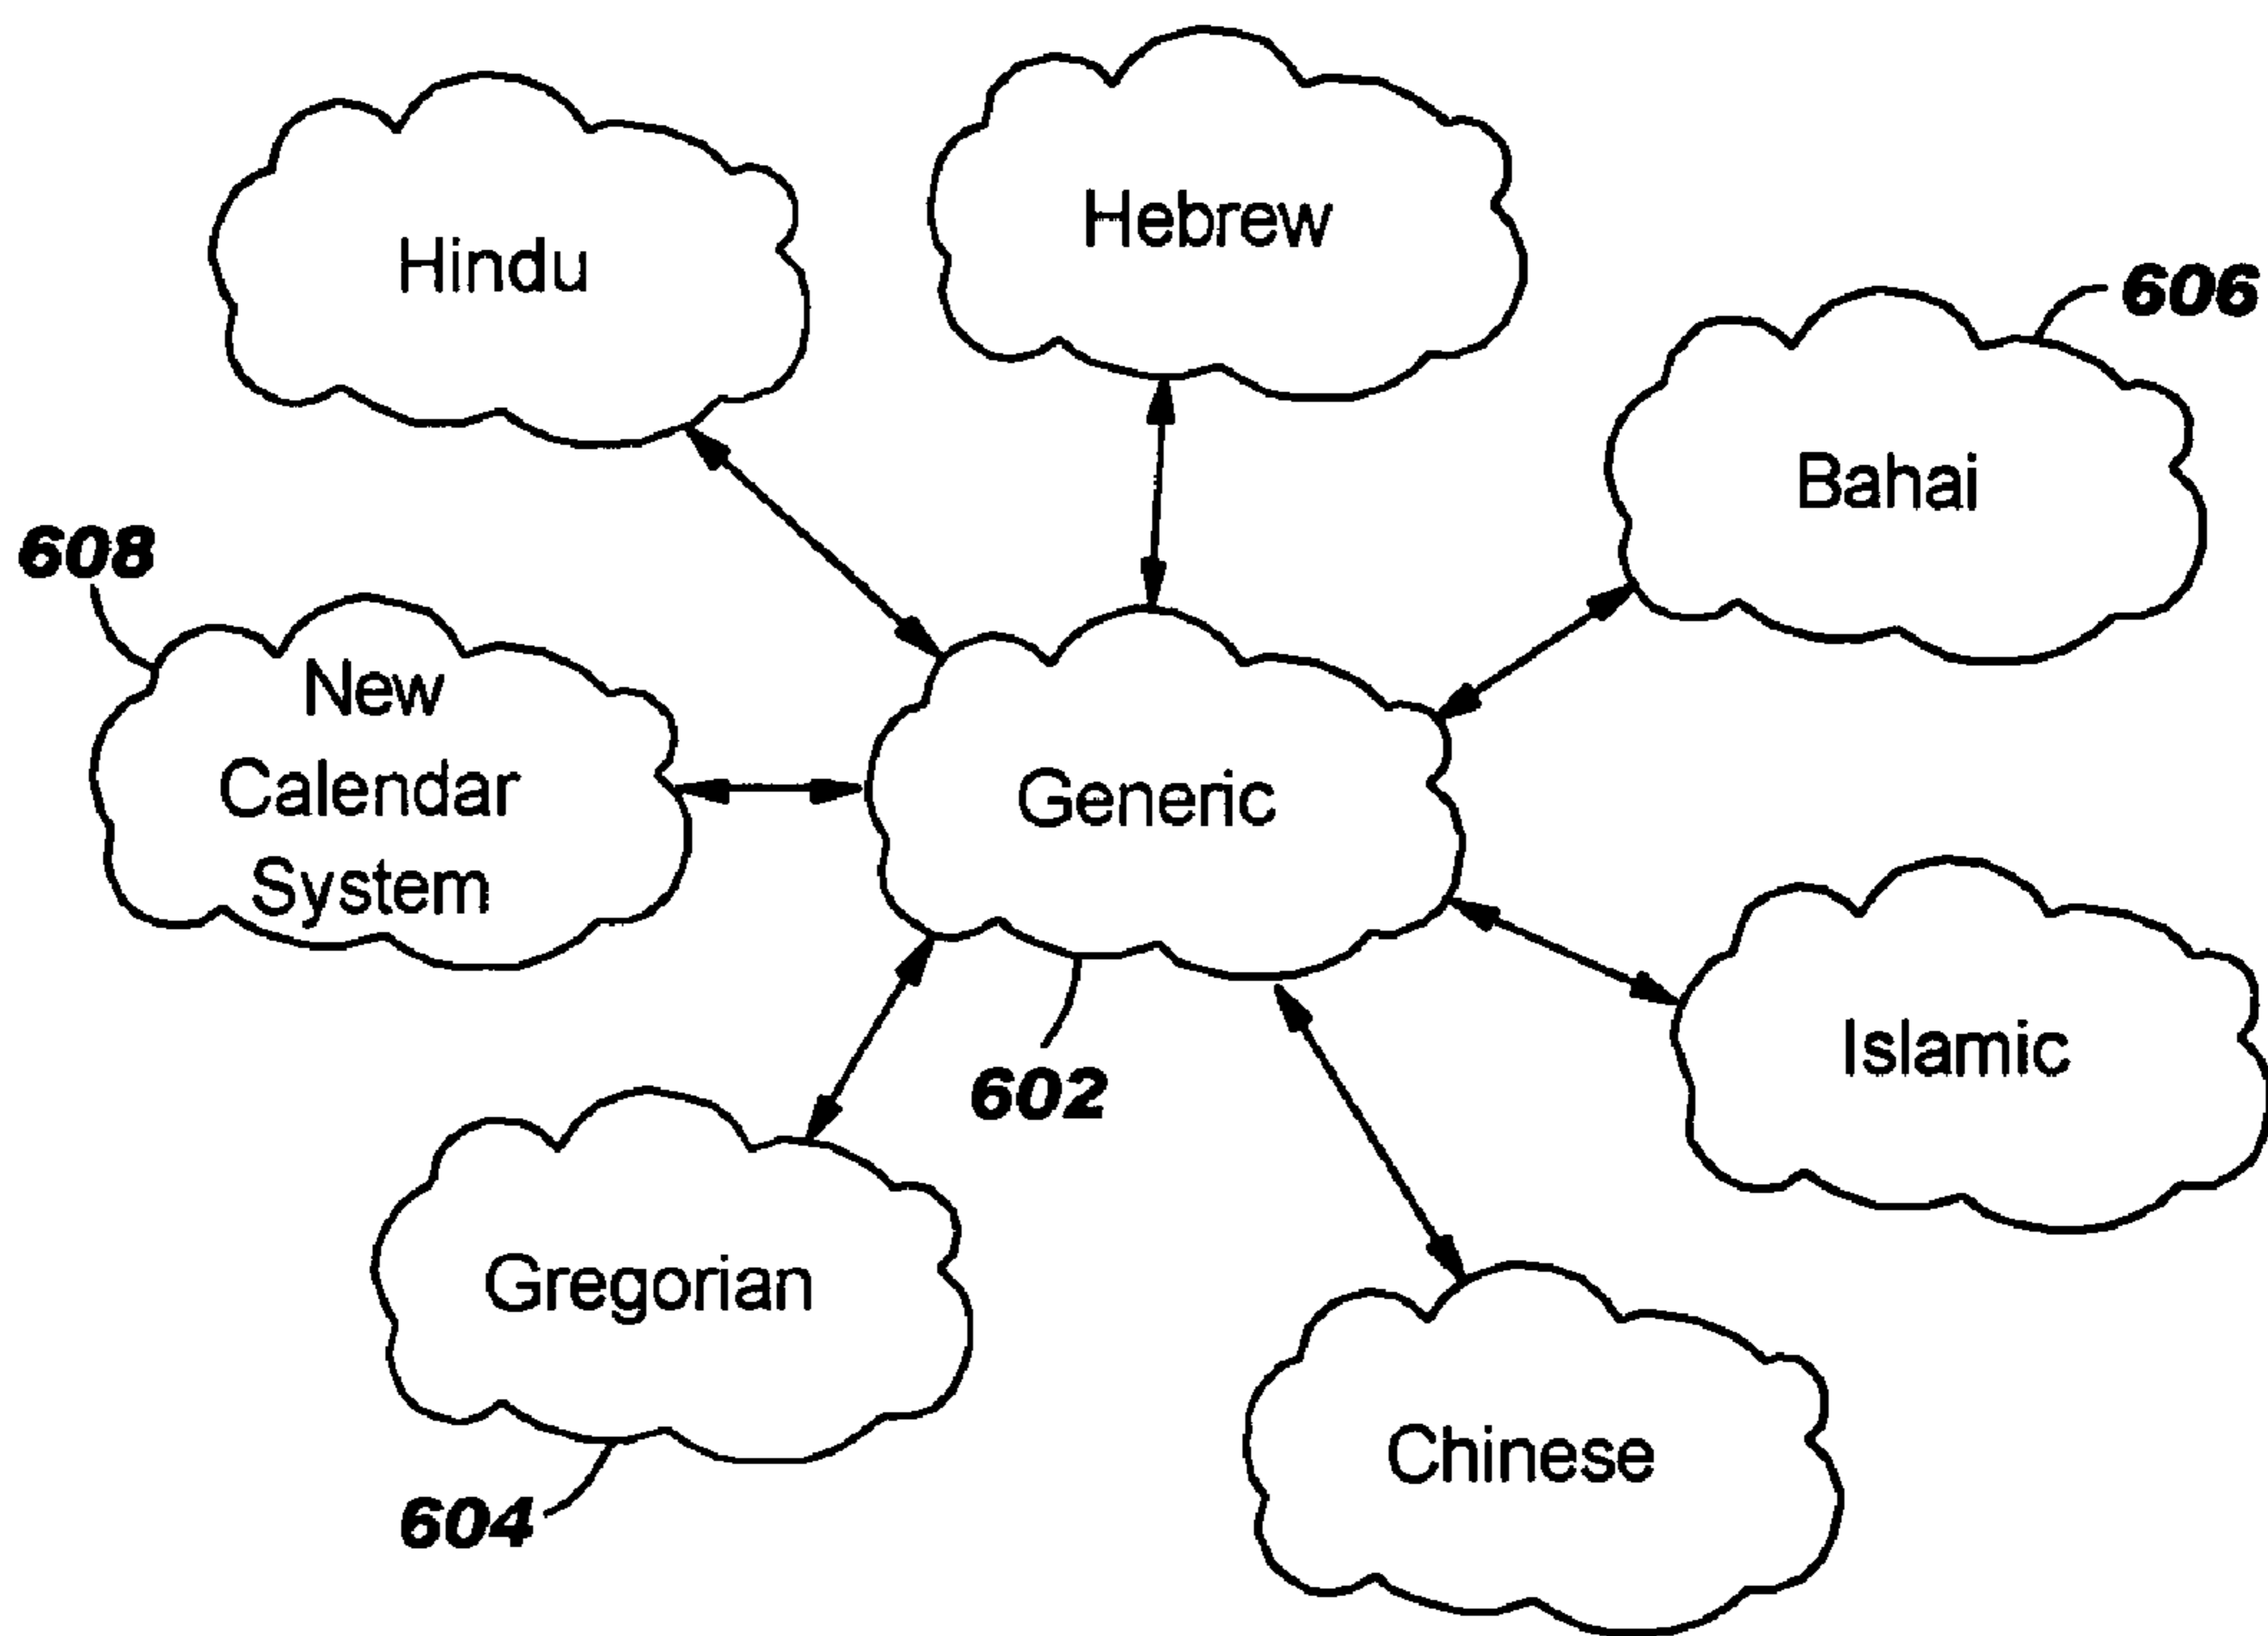 Hebrew
Hindu
606
Bahai
608
New
Calendar
System
Generic
Islamic
602
Gregorian
Chinese
604